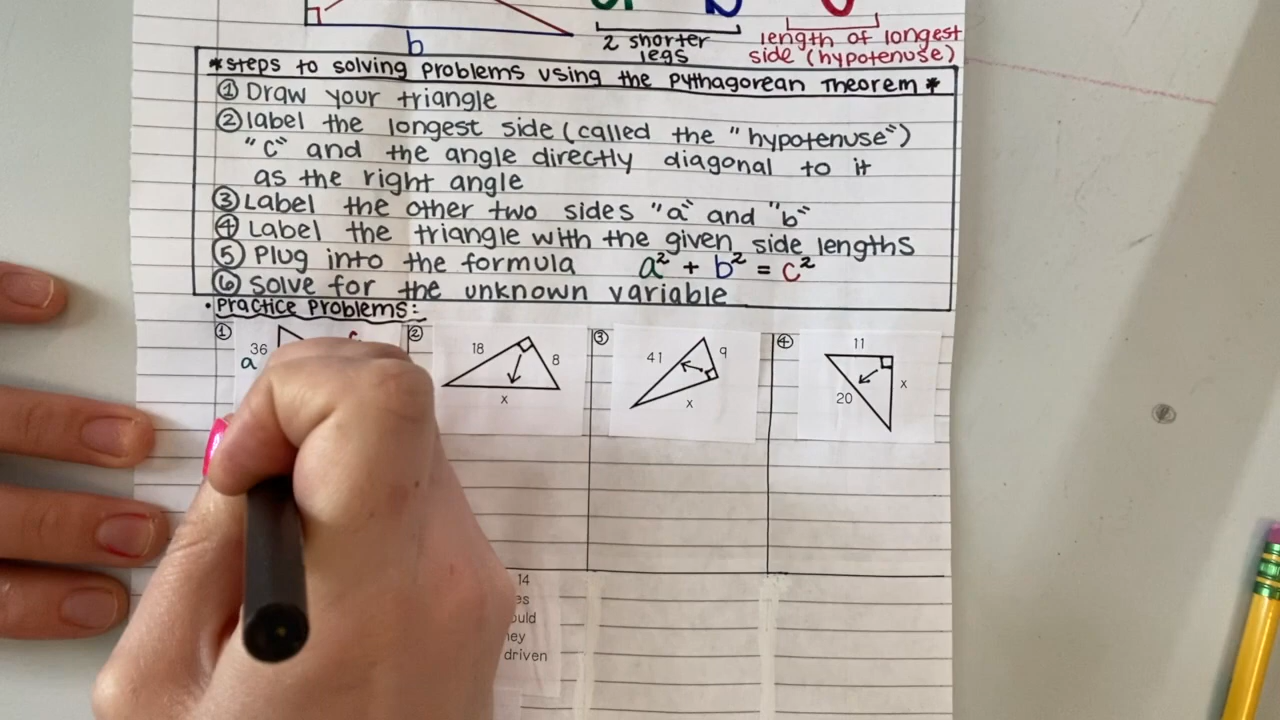 b
2 shorter
legs
length of longest
side (hypotenuse)
*steps to solving problems using the Pythagorean Theorem*
① Draw your triangle
② label the longest side (called the "hypotenuse")
"c" and the angle directly diagonal to it
as the right angle
③ Label the other two sides "a" and "b"
④ Label the triangle with the given side lengths
⑤ Plug into the formula a² + b² = c²
⑥ Solve for the unknown variable
• Practice Problems:
① 36
a
② 18 8
x
③ 41 9
x
④ 11
x
20
14
driven